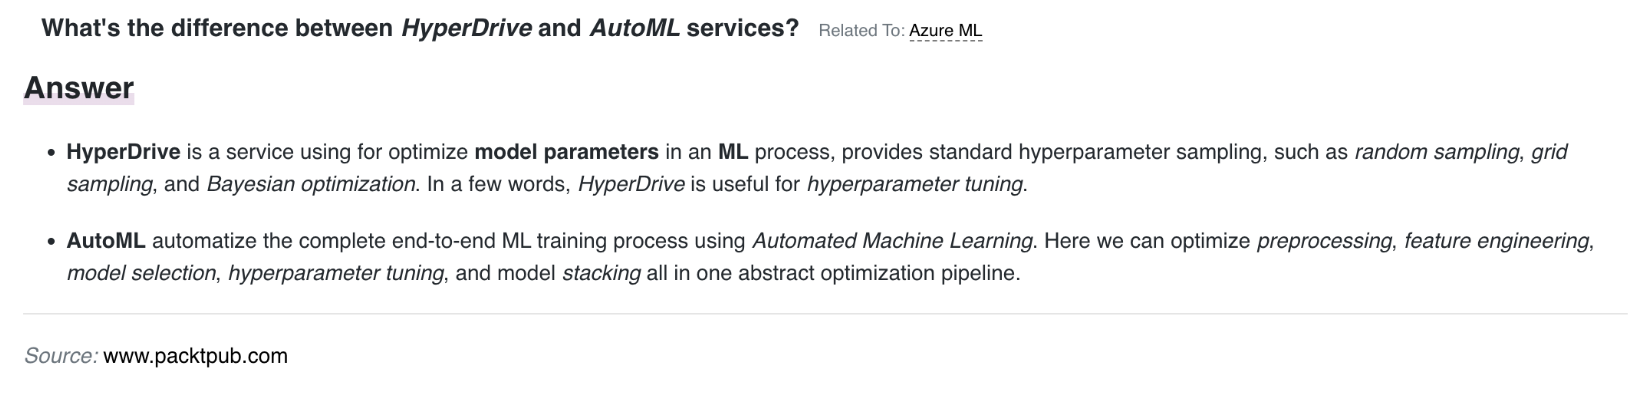 What's the difference between HyperDrive and AutoML services? Related To: Azure ML
Answer
• HyperDrive is a service using for optimize model parameters in an ML process, provides standard hyperparameter sampling, such as random sampling, grid
sampling, and Bayesian optimization. In a few words, HyperDrive is useful for hyperparameter tuning.
• AutoML automatize the complete end-to-end ML training process using Automated Machine Learning. Here we can optimize preprocessing, feature engineering,
model selection, hyperparameter tuning, and model stacking all in one abstract optimization pipeline.
Source: www.packtpub.com